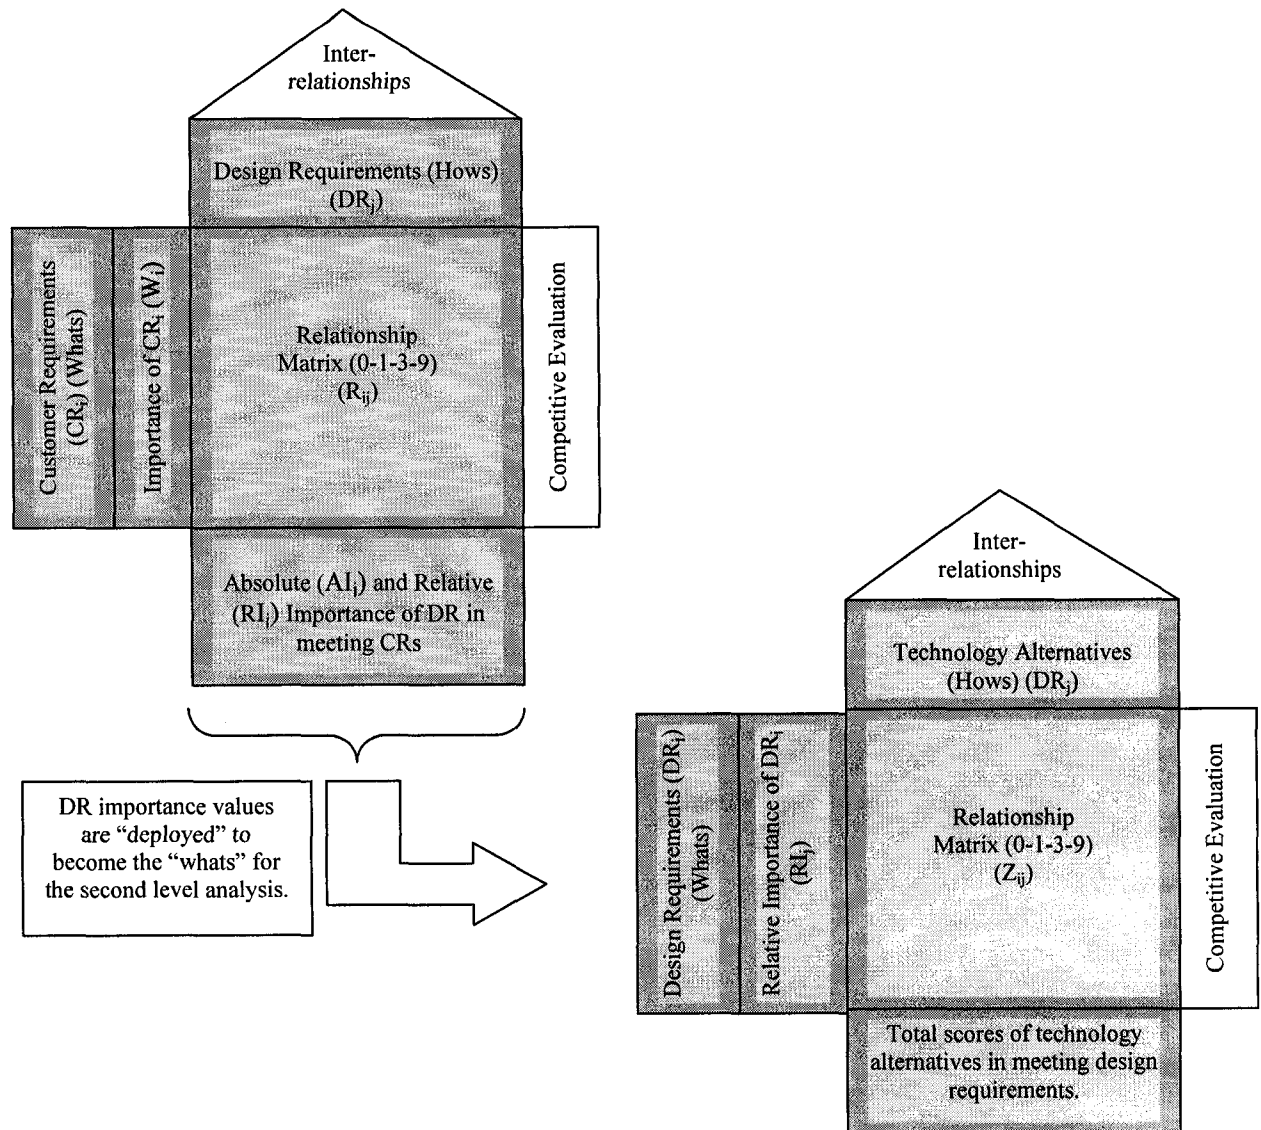 Inter-
relationships
Design Requirements (Hows)
(DRj)
Customer Requirements
(CRi) (Whats)
Importance of CRi (Wi)
Relationship
Matrix (0-1-3-9)
(Rij)
Competitive Evaluation
Absolute (AIj) and Relative
(RIj) Importance of DR in
meeting CRs
DR importance values
are “deployed” to
become the “whats” for
the second level analysis.
Inter-
relationships
Technology Alternatives
(Hows) (DRj)
Design Requirements (DRi)
(Whats)
Relative Importance of DRi
(RIj)
Relationship
Matrix (0-1-3-9)
(Zij)
Competitive Evaluation
Total scores of technology
alternatives in meeting design
requirements.